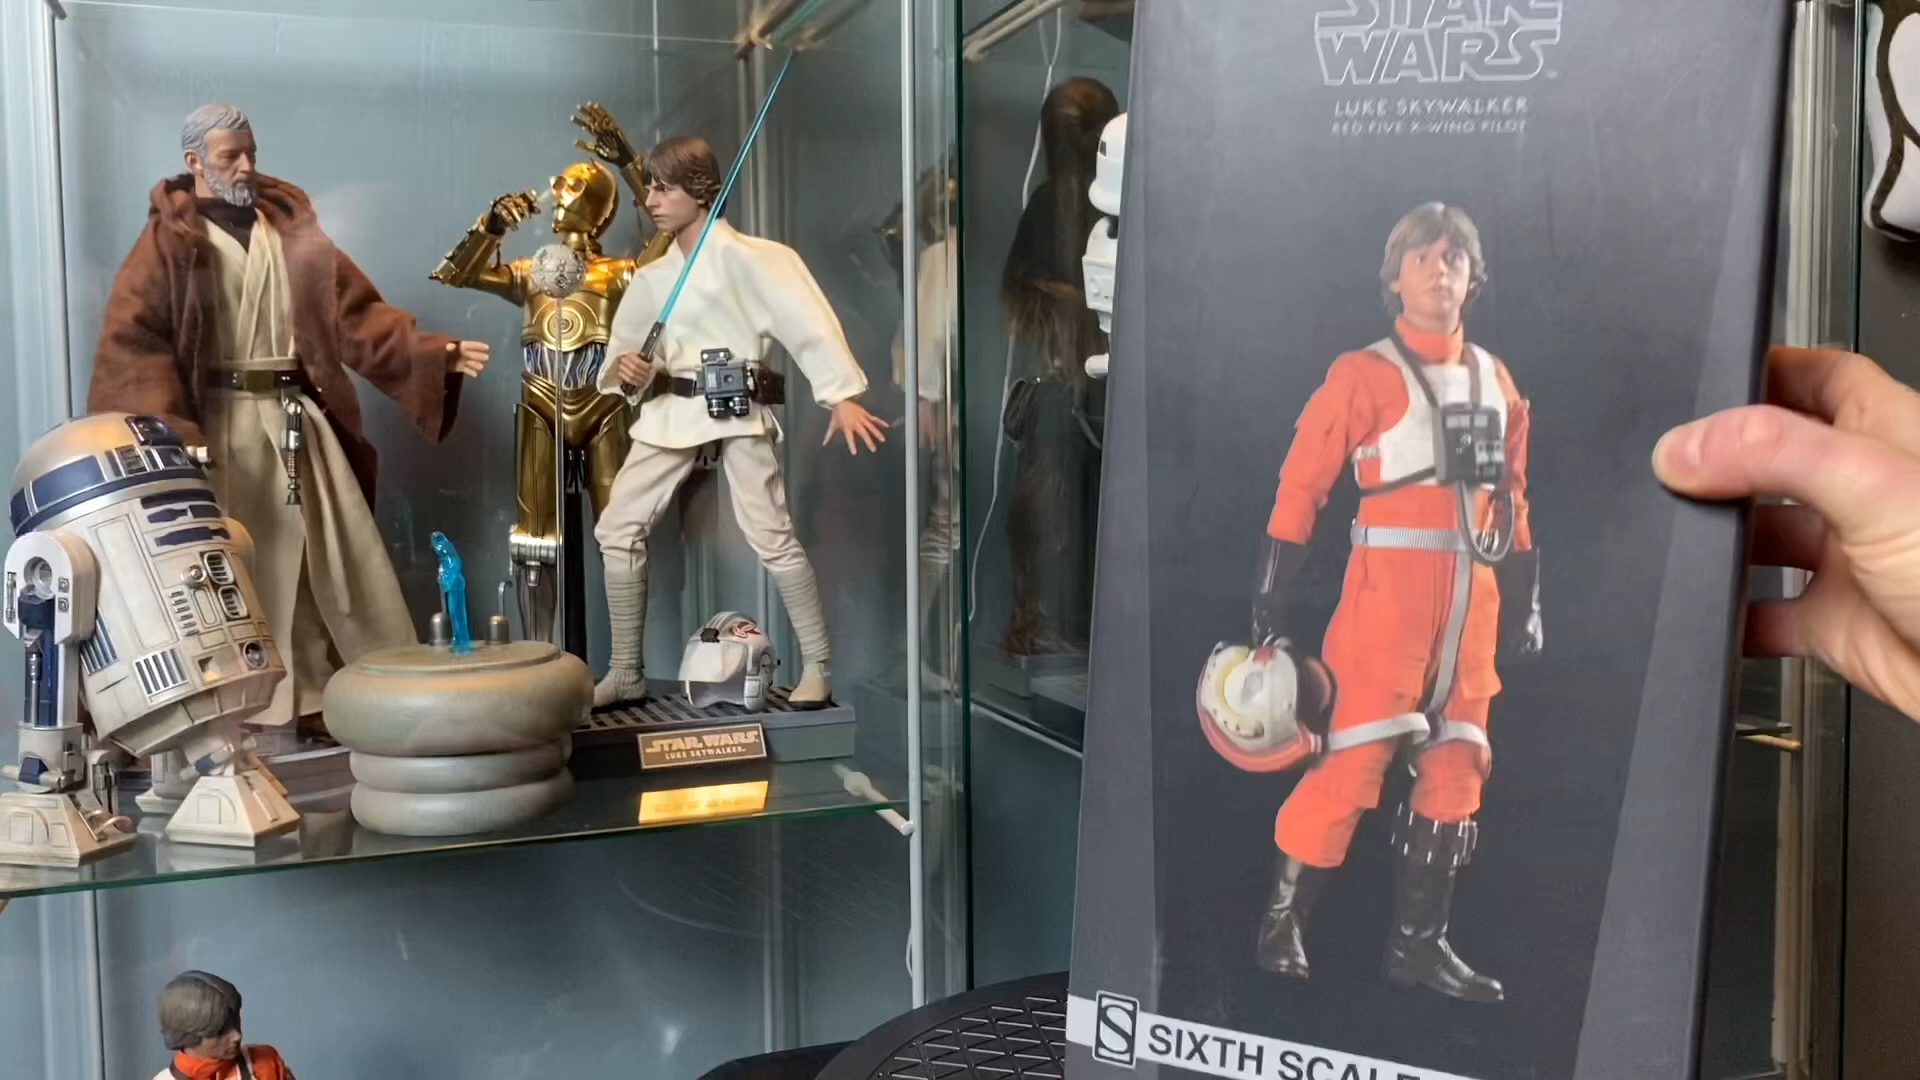 STAR
WARS
LUKE SKYWALKER
RED FIVE X-WING PILOT
STAR WARS
LUKE SKYWALKER
S SIXTH SCALE